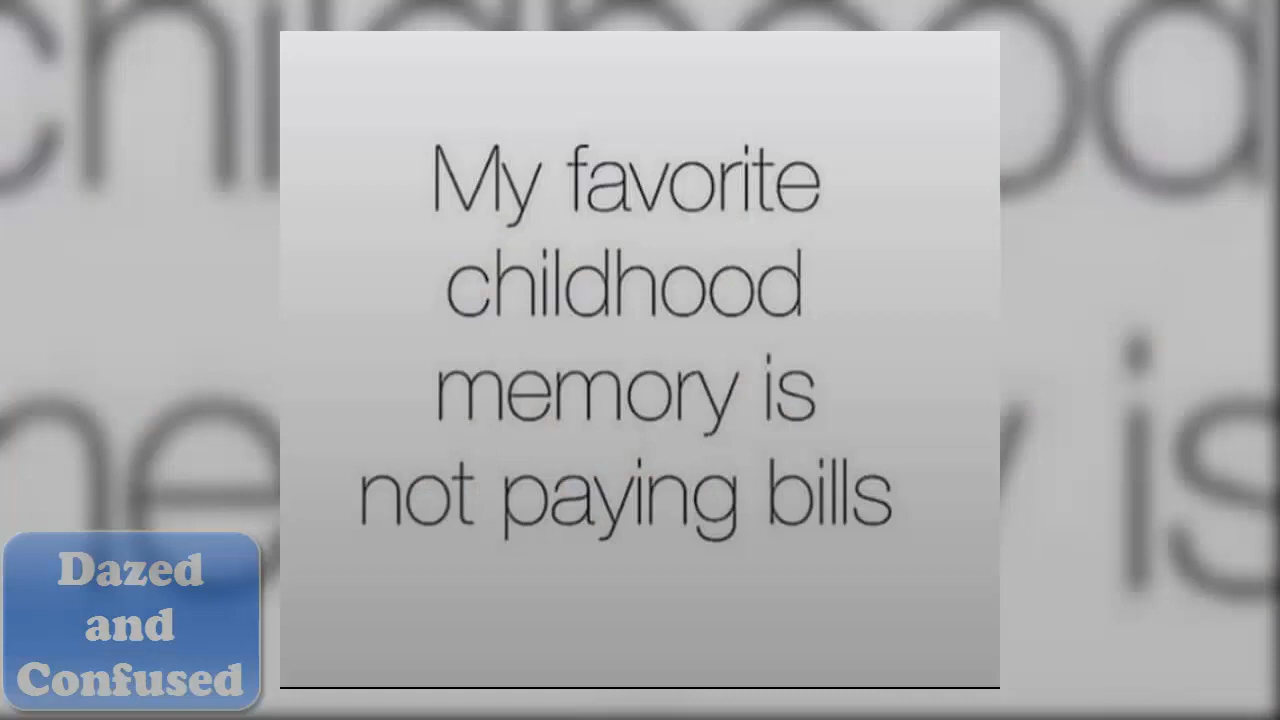 My favorite
childhood
memory is
not paying bills
Dazed
and
Confused